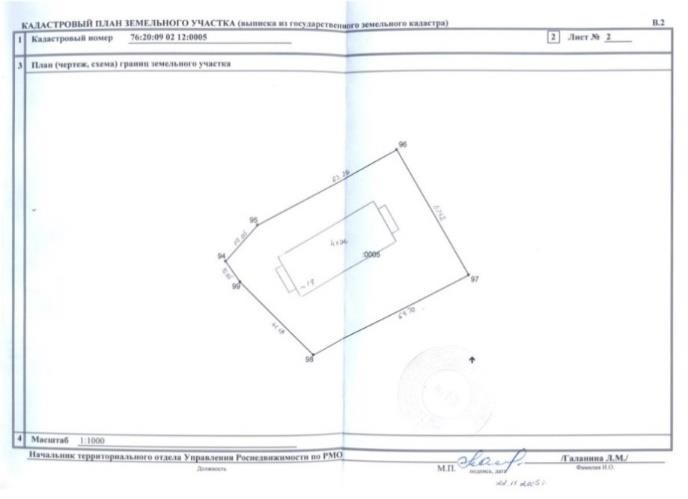 КАДАСТРОВЫЙ ПЛАН ЗЕМЕЛЬНОГО УЧАСТКА (выписка из государственного земельного кадастра) В.2
1 Кадастровый номер 76:20:09 02 12:0005 2 Лист № 2
3 План (чертеж, схема) границ земельного участка
96
95
94
:0005
99
97
98
4 Масштаб 1:1000
Начальник территориального отдела Управления Роснедвижимости по РМО /Галанина Л.М./
Должность М.П. подпись, дата Фамилия И.О.